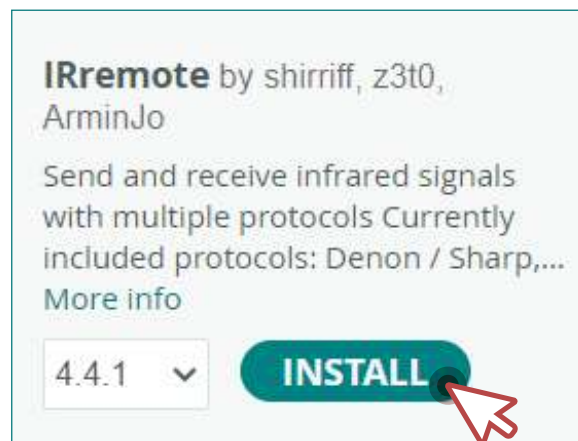 IRremote by shirriff, z3t0,
ArminJo
Send and receive infrared signals
with multiple protocols Currently
included protocols: Denon / Sharp,...
More info
4.4.1
INSTALL